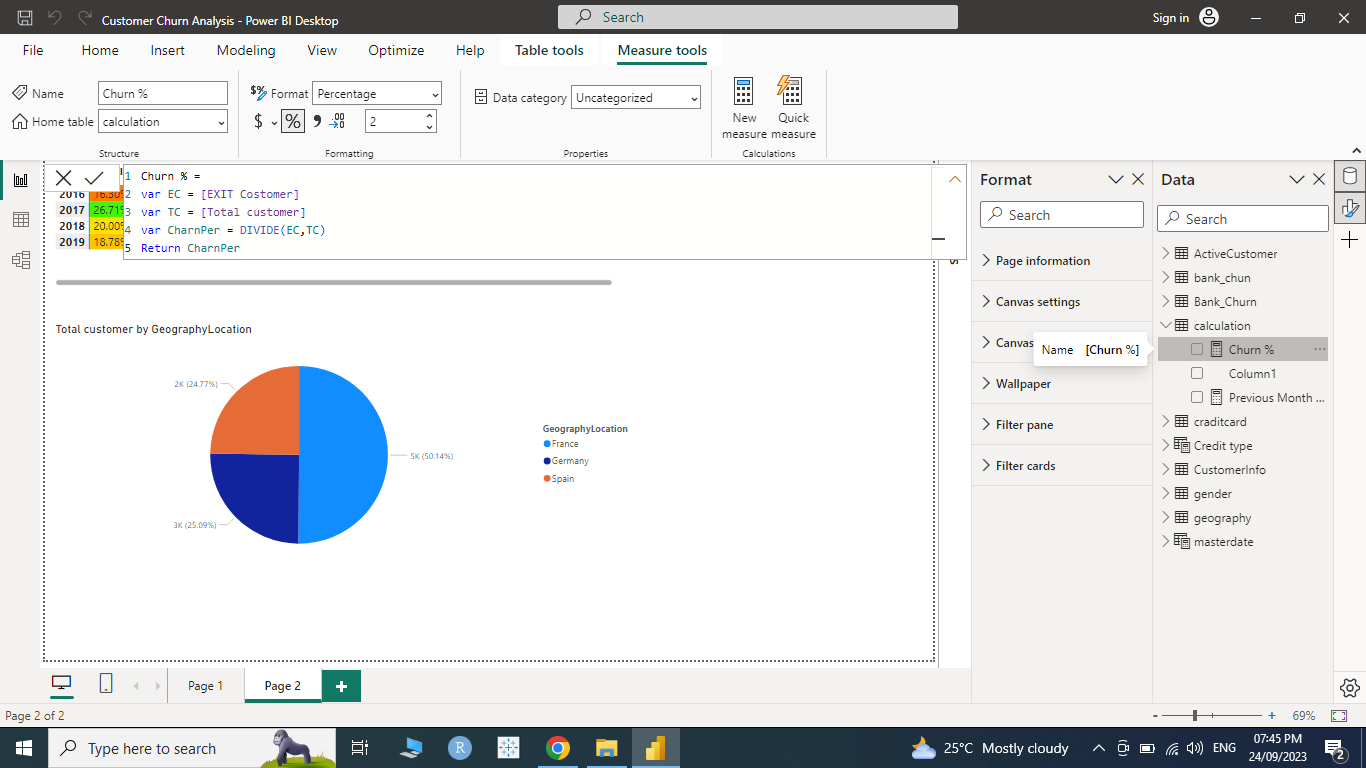 Customer Churn Analysis - Power BI Desktop
Search
Sign in
File Home Insert Modeling View Optimize Help Table tools Measure tools
Name Churn %
Home table calculation
Structure
$% Format Percentage
$ % 2
Formatting
Data category Uncategorized
Properties
New measure
Quick measure
Calculations
1 Churn % =
2 var EC = [EXIT Costomer]
3 var TC = [Total customer]
4 var CharnPer = DIVIDE(EC,TC)
5 Return CharnPer
2016 16.30%
2017 26.71%
2018 20.00%
2019 18.78%
Total customer by GeographyLocation
2K (24.77%)
5K (50.14%)
3K (25.09%)
GeographyLocation
France
Germany
Spain
Format
Search
Page information
Canvas settings
Canvas
Wallpaper
Filter pane
Filter cards
Name [Churn %]
Data
Search
ActiveCustomer
bank_chun
Bank_Churn
calculation
Churn % ...
Column1
Previous Month ...
craditcard
Credit type
CustomerInfo
gender
geography
masterdate
Page 1 Page 2 +
Page 2 of 2
- + 69%
Type here to search
R
25°C Mostly cloudy
ENG
07:45 PM
24/09/2023
2